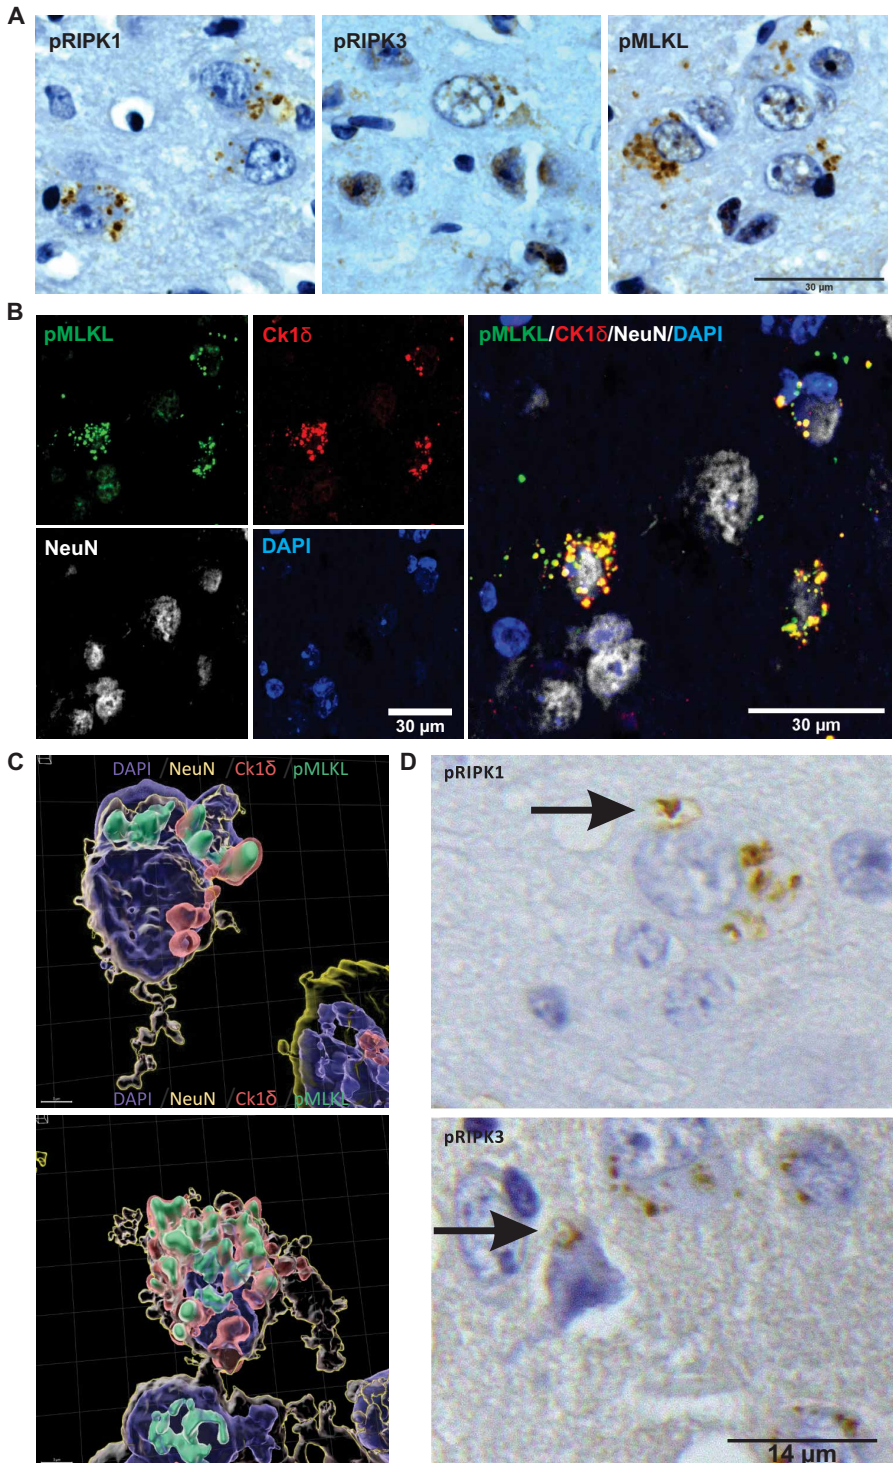 A
pRIPK1
pRIPK3
pMLKL
30 µm
B
pMLKL
Ck1δ
pMLKL/CK1δ/NeuN/DAPI
NeuN
DAPI
30 µm
30 µm
C
DAPI / NeuN / Ck1δ / pMLKL
DAPI / NeuN / Ck1δ / pMLKL
D
pRIPK1
pRIPK3
14 µm